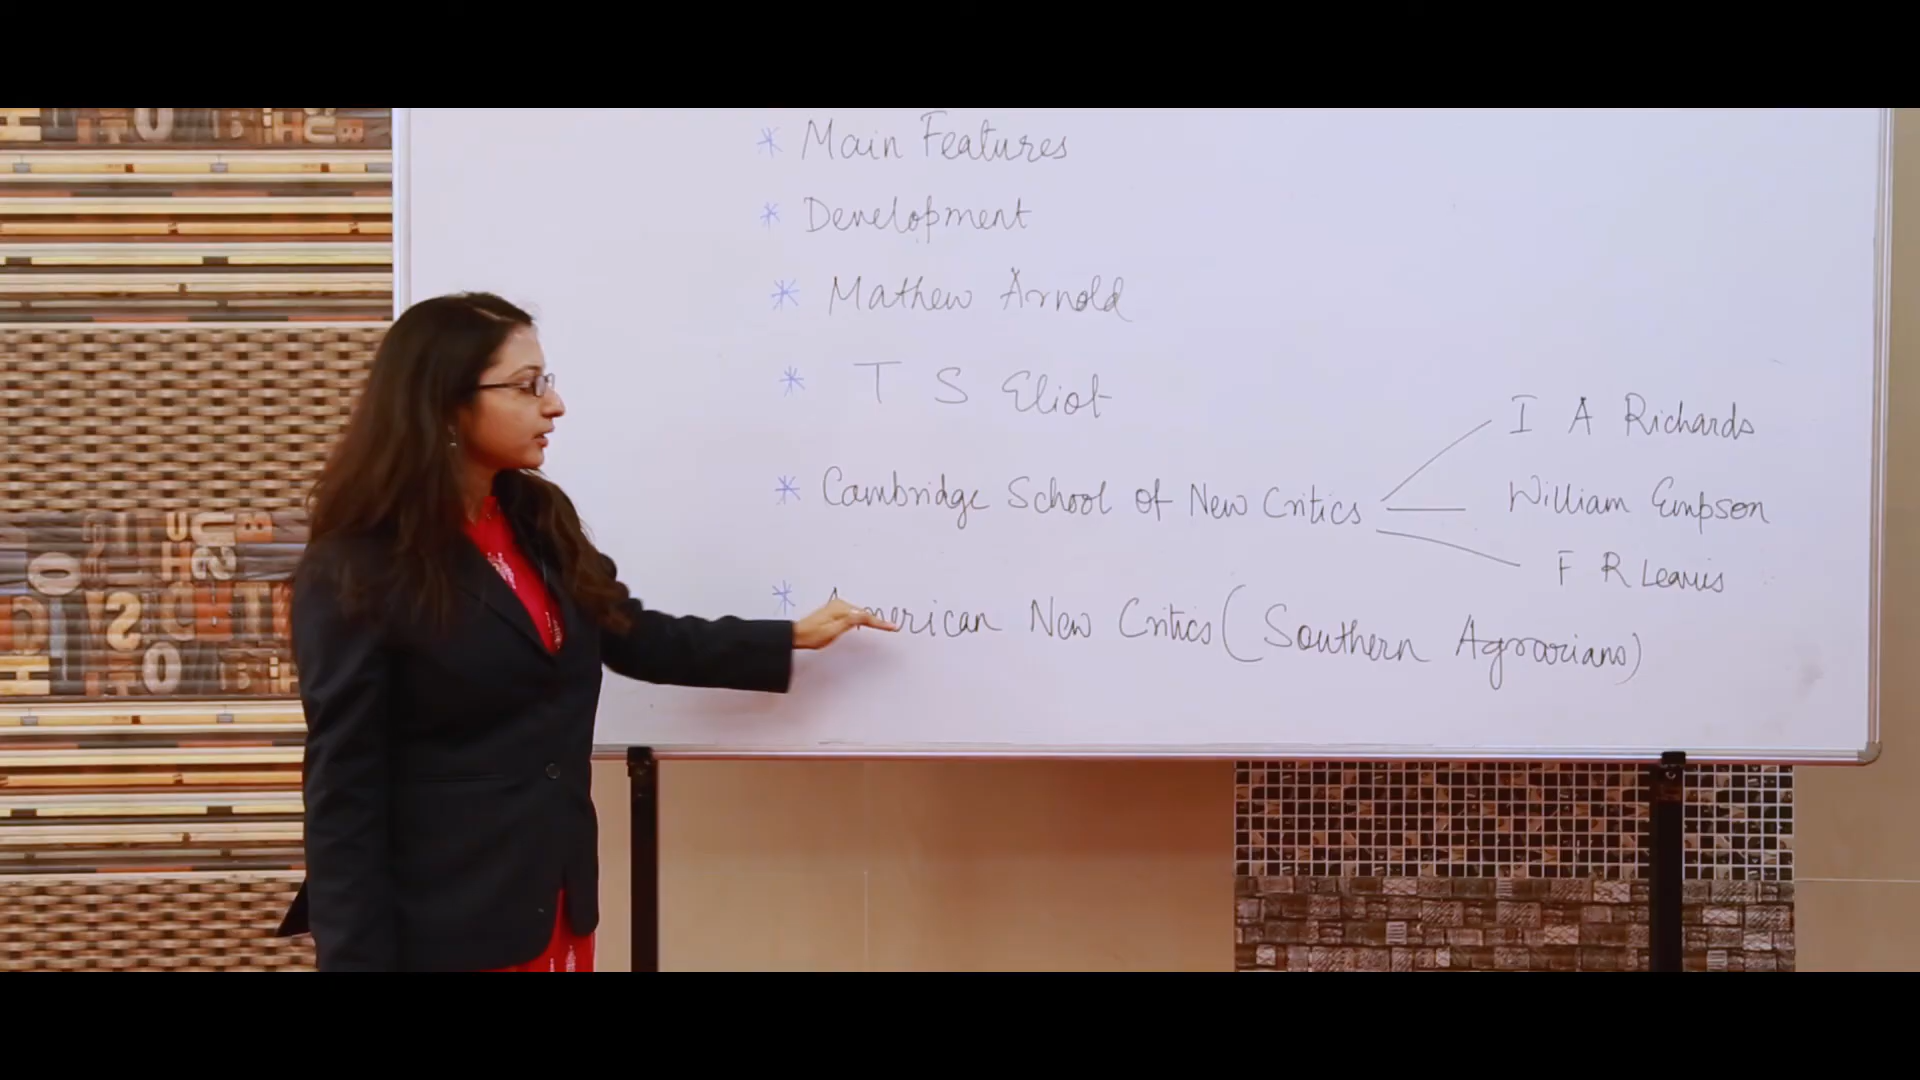 * Main Features
* Development
* Mathew Arnold
* T S Eliot
* Cambridge School of New Critics
I A Richards
William Empson
F R Leavis
* American New Critics (Southern Agrarians)